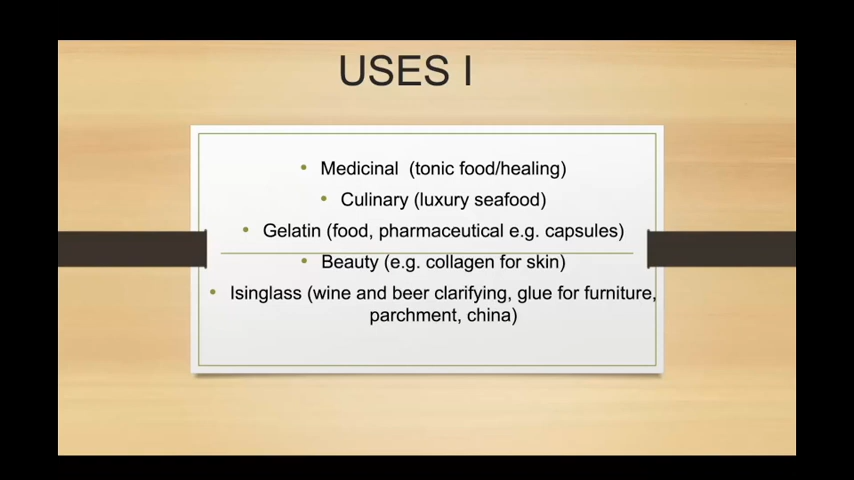 USES I
• Medicinal  (tonic food/healing)
• Culinary (luxury seafood)
• Gelatin (food, pharmaceutical e.g. capsules)
• Beauty (e.g. collagen for skin)
• Isinglass (wine and beer clarifying, glue for furniture,
parchment, china)